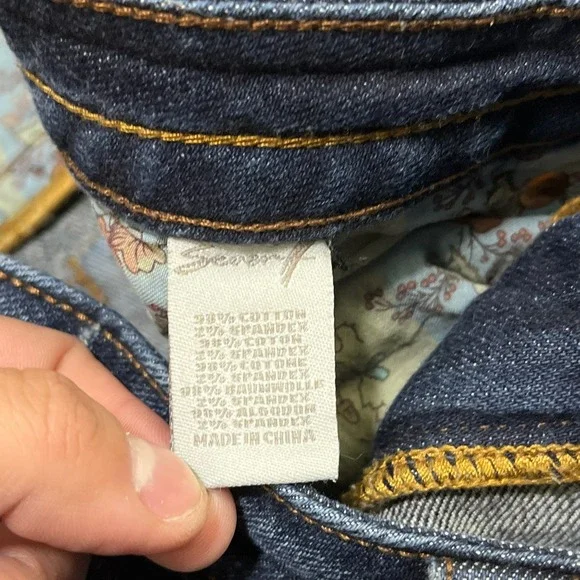 Seven7
98% COTTON
2% SPANDEX
98% COTON
2% SPANDEX
98% COTONE
2% SPANDEX
98% BAUMWOLLE
2% SPANDEX
98% ALGODON
2% SPANDEX
MADE IN CHINA